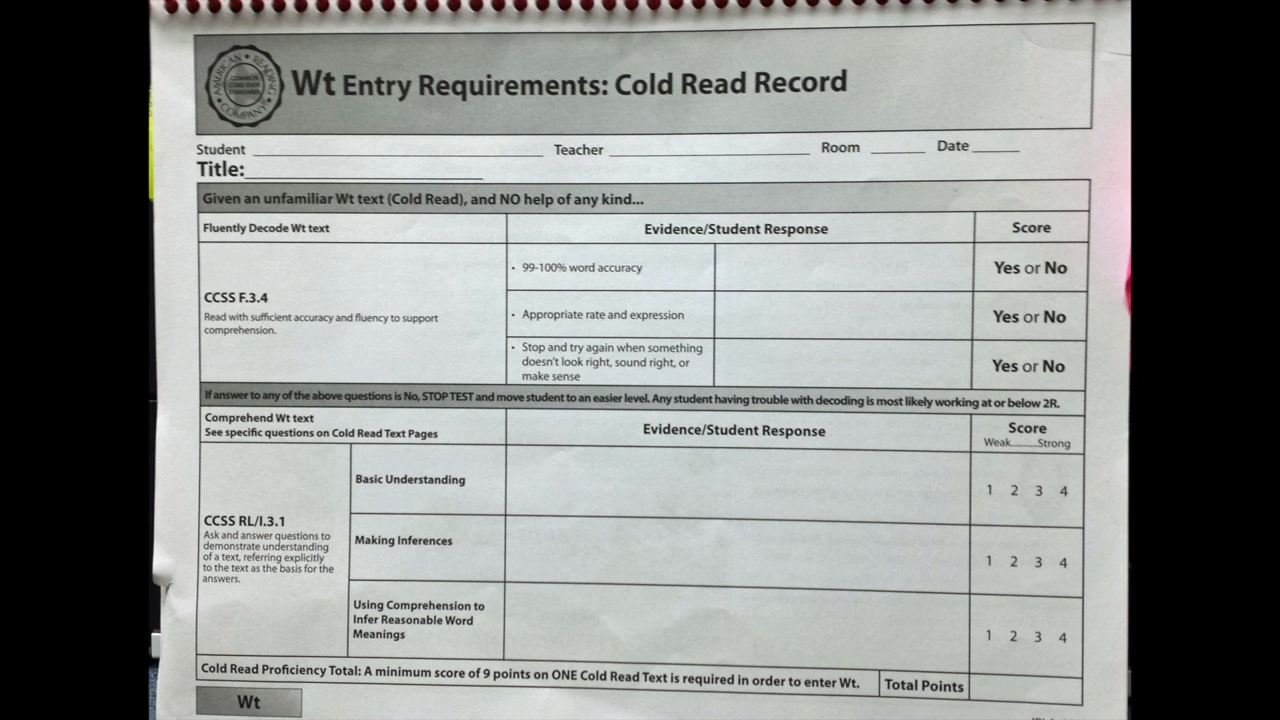 AMERICAN READING COMPANY
COMMON CORE STATE STANDARDS
Wt Entry Requirements: Cold Read Record
Student ____ Teacher ____ Room ____ Date ____
Title: ____
Given an unfamiliar Wt text (Cold Read), and NO help of any kind...
Fluently Decode Wt text
Evidence/Student Response
Score
CCSS F.3.4
Read with sufficient accuracy and fluency to support
comprehension.
• 99-100% word accuracy
Yes or No
• Appropriate rate and expression
Yes or No
• Stop and try again when something
doesn't look right, sound right, or
make sense
Yes or No
If answer to any of the above questions is No, STOP TEST and move student to an easier level. Any student having trouble with decoding is most likely working at or below 2R.
Comprehend Wt text
See specific questions on Cold Read Text Pages
Evidence/Student Response
Score
Weak..........Strong
CCSS RL/I.3.1
Ask and answer questions to
demonstrate understanding
of a text, referring explicitly
to the text as the basis for the
answers.
Basic Understanding
1 2 3 4
Making Inferences
1 2 3 4
Using Comprehension to
Infer Reasonable Word
Meanings
1 2 3 4
Cold Read Proficiency Total: A minimum score of 9 points on ONE Cold Read Text is required in order to enter Wt.
Total Points
Wt